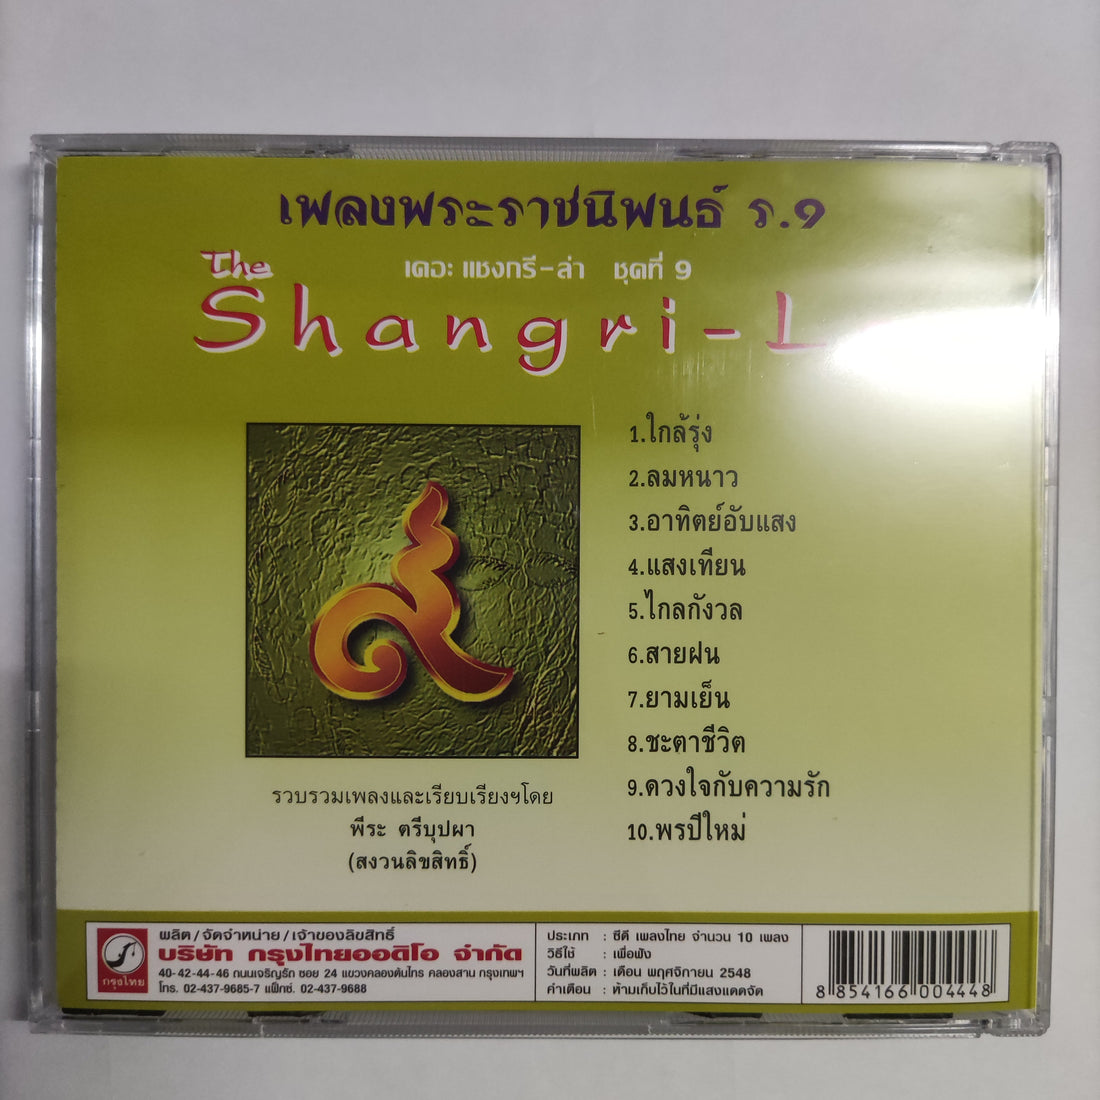 เพลงพระราชนิพนธ์ ร.9
The
เดอะ แชงกรี-ล่า ชุดที่ 9
Shangri-L
1.ใกล้รุ่ง
2.ลมหนาว
3.อาทิตย์อับแสง
4.แสงเทียน
5.ไกลกังวล
6.สายฝน
7.ยามเย็น
8.ชะตาชีวิต
9.ดวงใจกับความรัก
10.พรปีใหม่
๙
รวบรวมเพลงและเรียบเรียงฯโดย
พีระ ตรีบุปผา
(สงวนลิขสิทธิ์)
กรุงไทย
ผลิต/จัดจำหน่าย/เจ้าของลิขสิทธิ์
บริษัท กรุงไทยออดิโอ จำกัด
40-42-44-46 ถนนเจริญรัถ ซอย 24 แขวงคลองต้นไทร คลองสาน กรุงเทพฯ
โทร. 02-437-9685-7 แฟ็กซ์. 02-437-9688
ประเภท : ซีดี เพลงไทย จำนวน 10 เพลง
วิธีใช้ : เพื่อฟัง
วันที่ผลิต : เดือน พฤศจิกายน 2548
คำเตือน : ห้ามเก็บไว้ในที่มีแสงแดดจัด
8 854166 004448